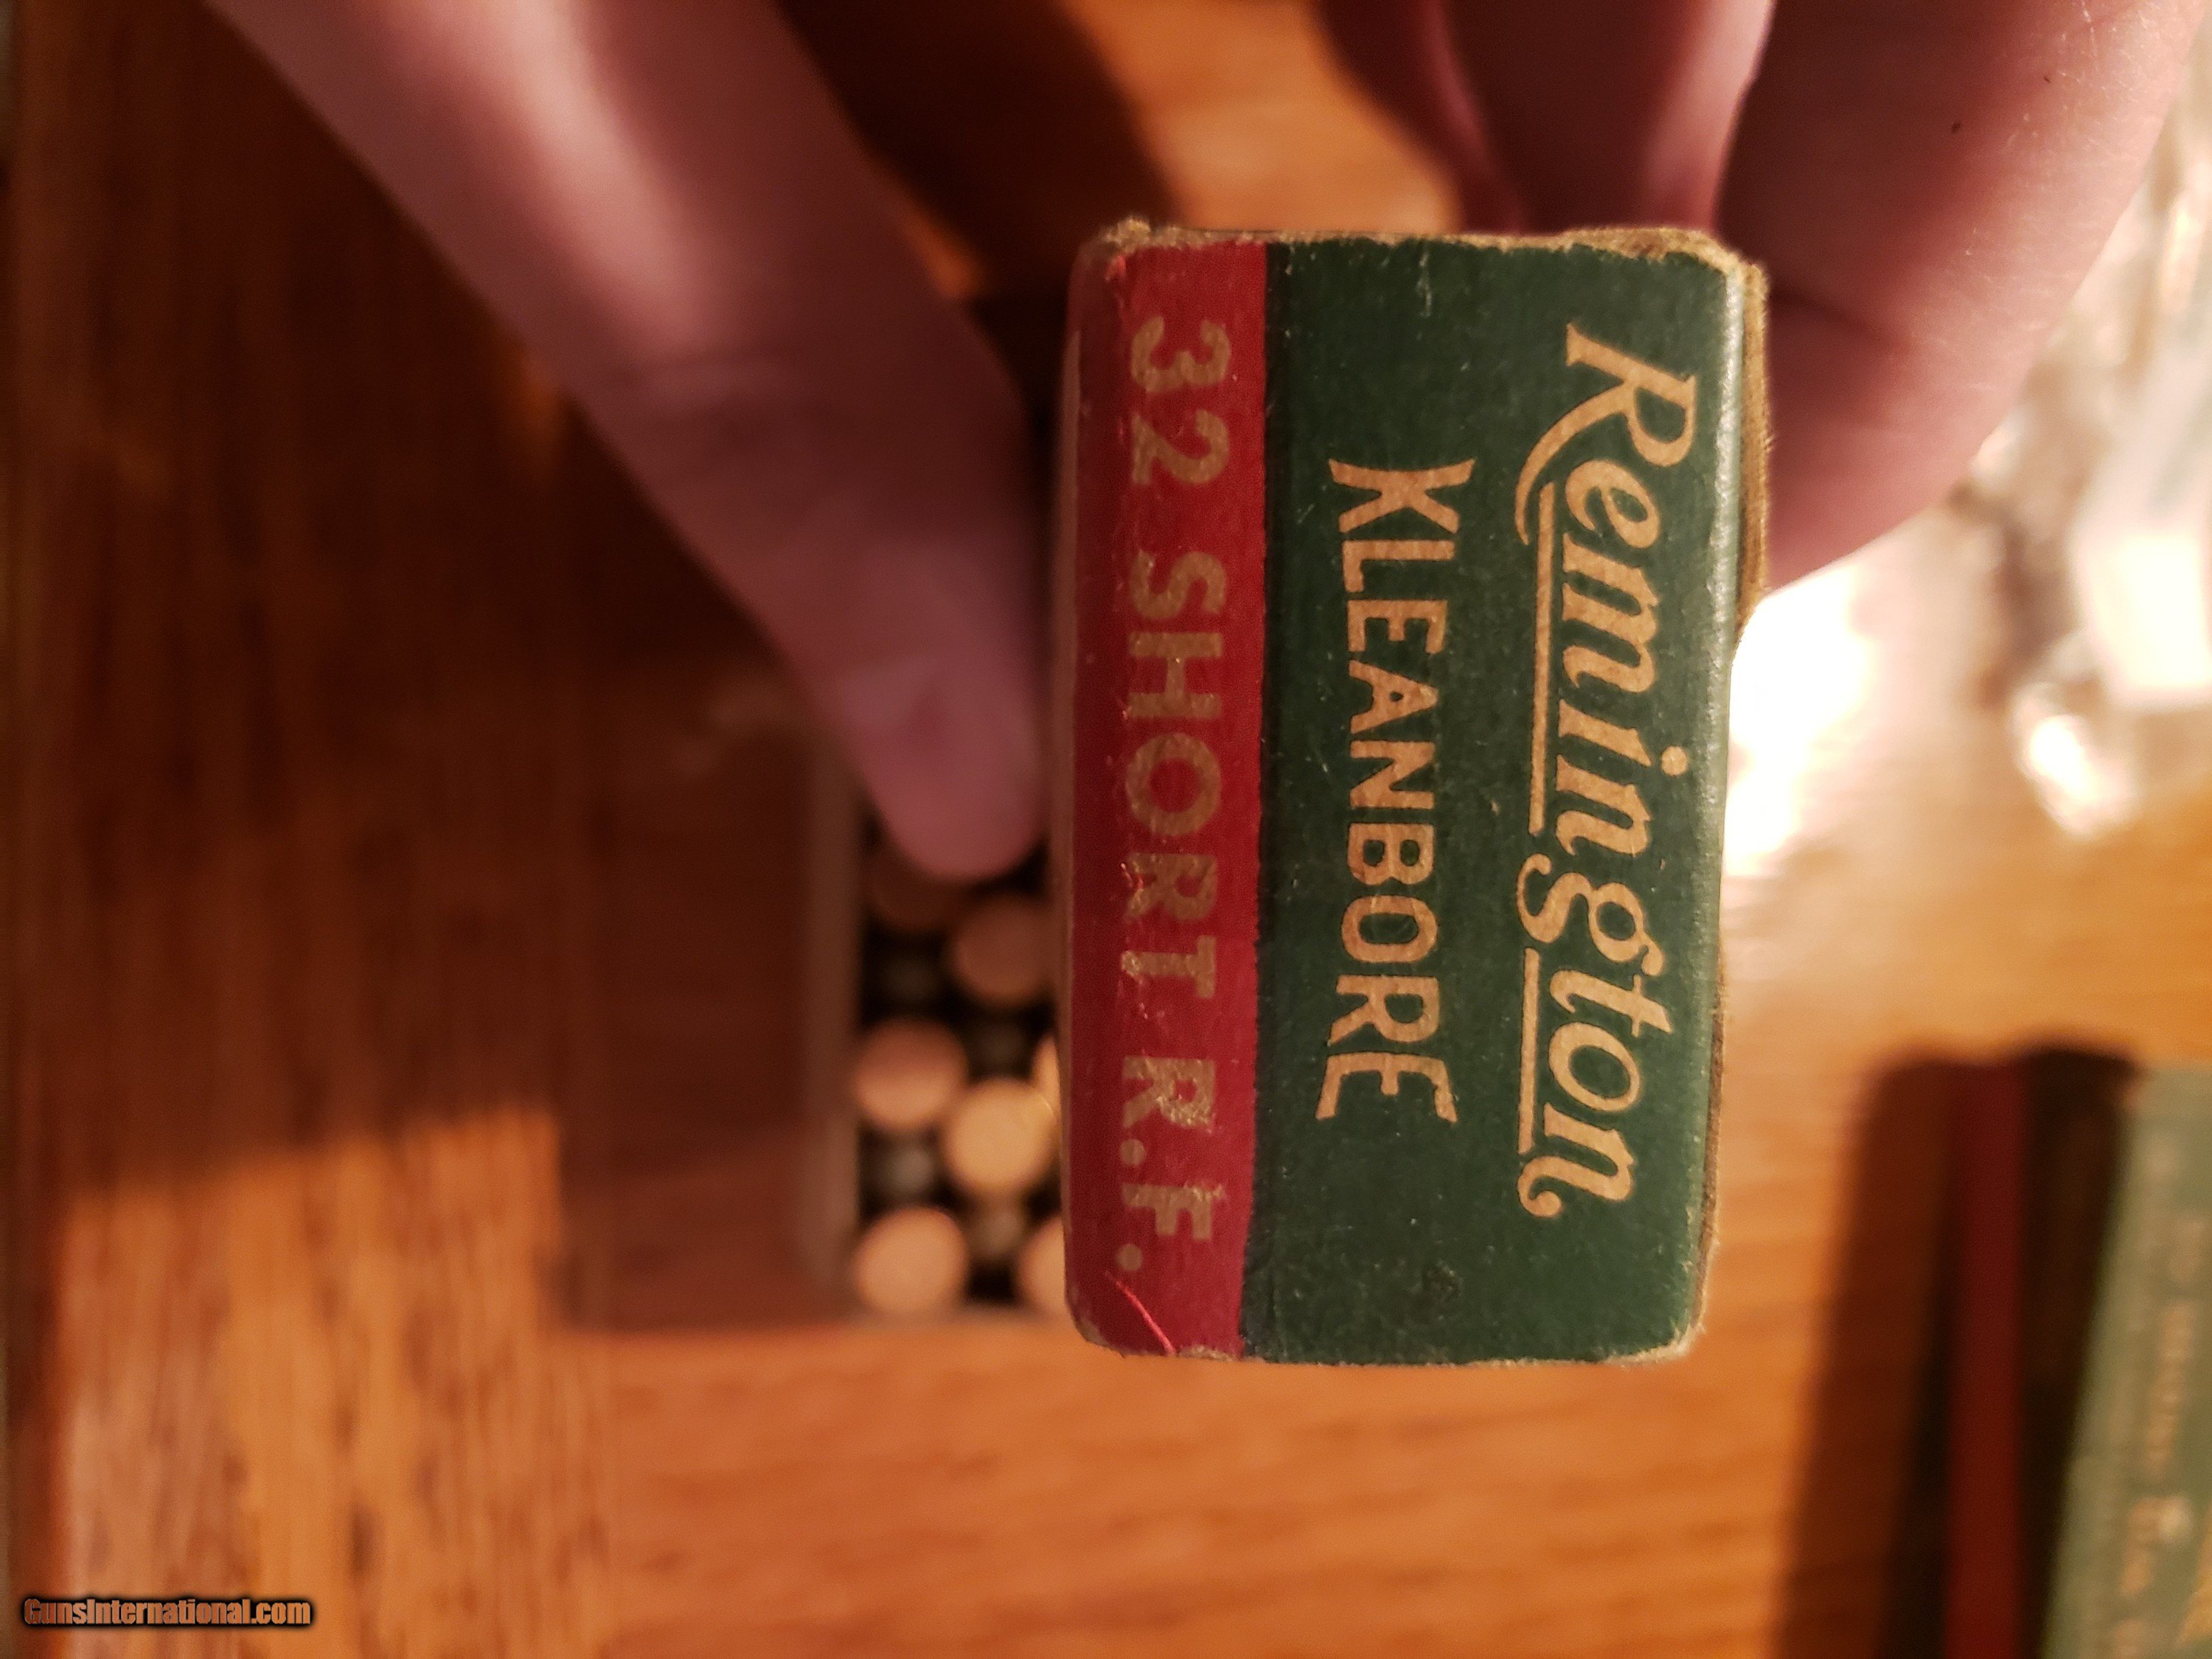 Remington
KLEANBORE
32 SHORT R.F.
GunsInternational.com